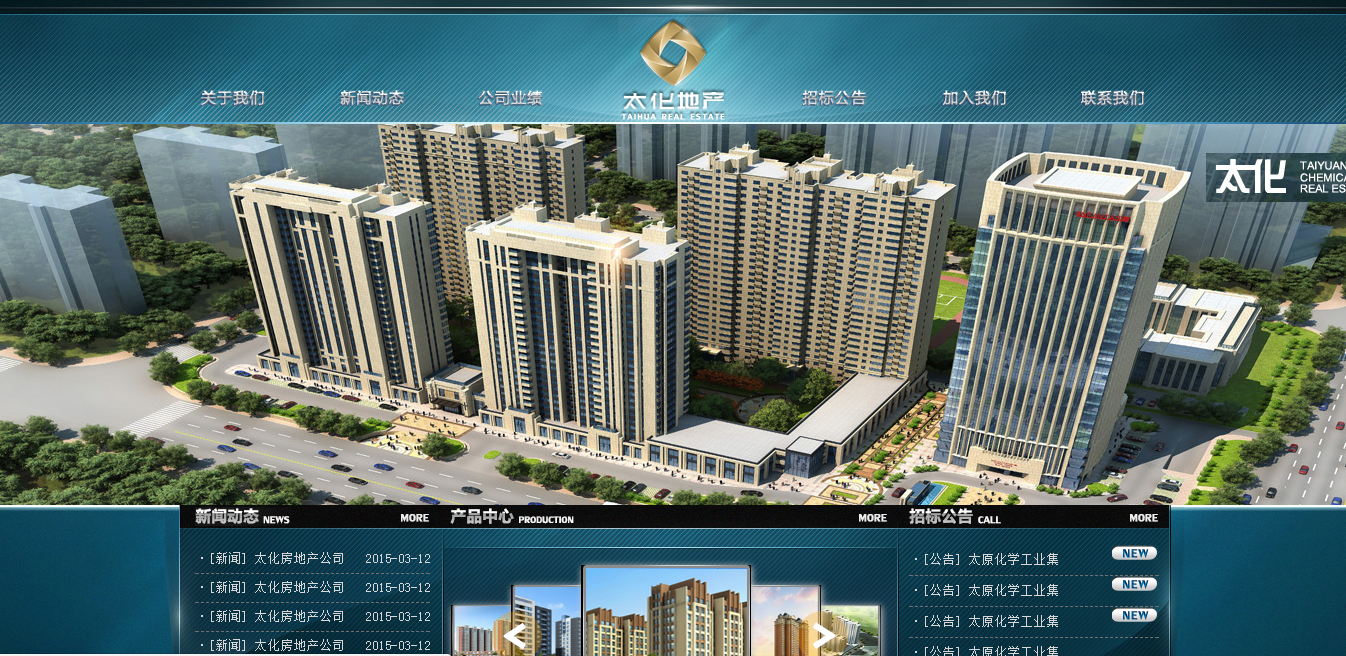 关于我们
新闻动态
公司业绩
太化地产
TAIHUA REAL ESTATE
招标公告
加入我们
联系我们
太化
TAIYUAN
CHEMICA
REAL ES
新闻动态 NEWS MORE
产品中心 PRODUCTION MORE
招标公告 CALL MORE
·[新闻] 太化房地产公司 2015-03-12
·[新闻] 太化房地产公司 2015-03-12
·[新闻] 太化房地产公司 2015-03-12
·[新闻] 太化房地产公司 2015-03-12
·[公告] 太原化学工业集 NEW
·[公告] 太原化学工业集 NEW
·[公告] 太原化学工业集 NEW
·[公告] 太原化学工业集